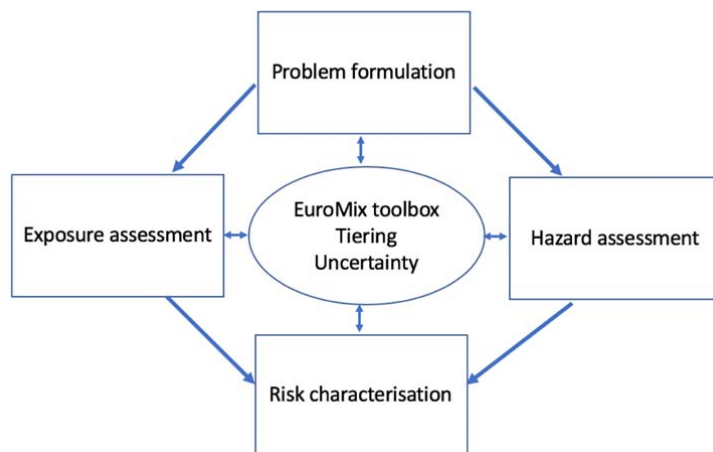 Problem formulation
Exposure assessment
EuroMix toolbox
Tiering
Uncertainty
Hazard assessment
Risk characterisation